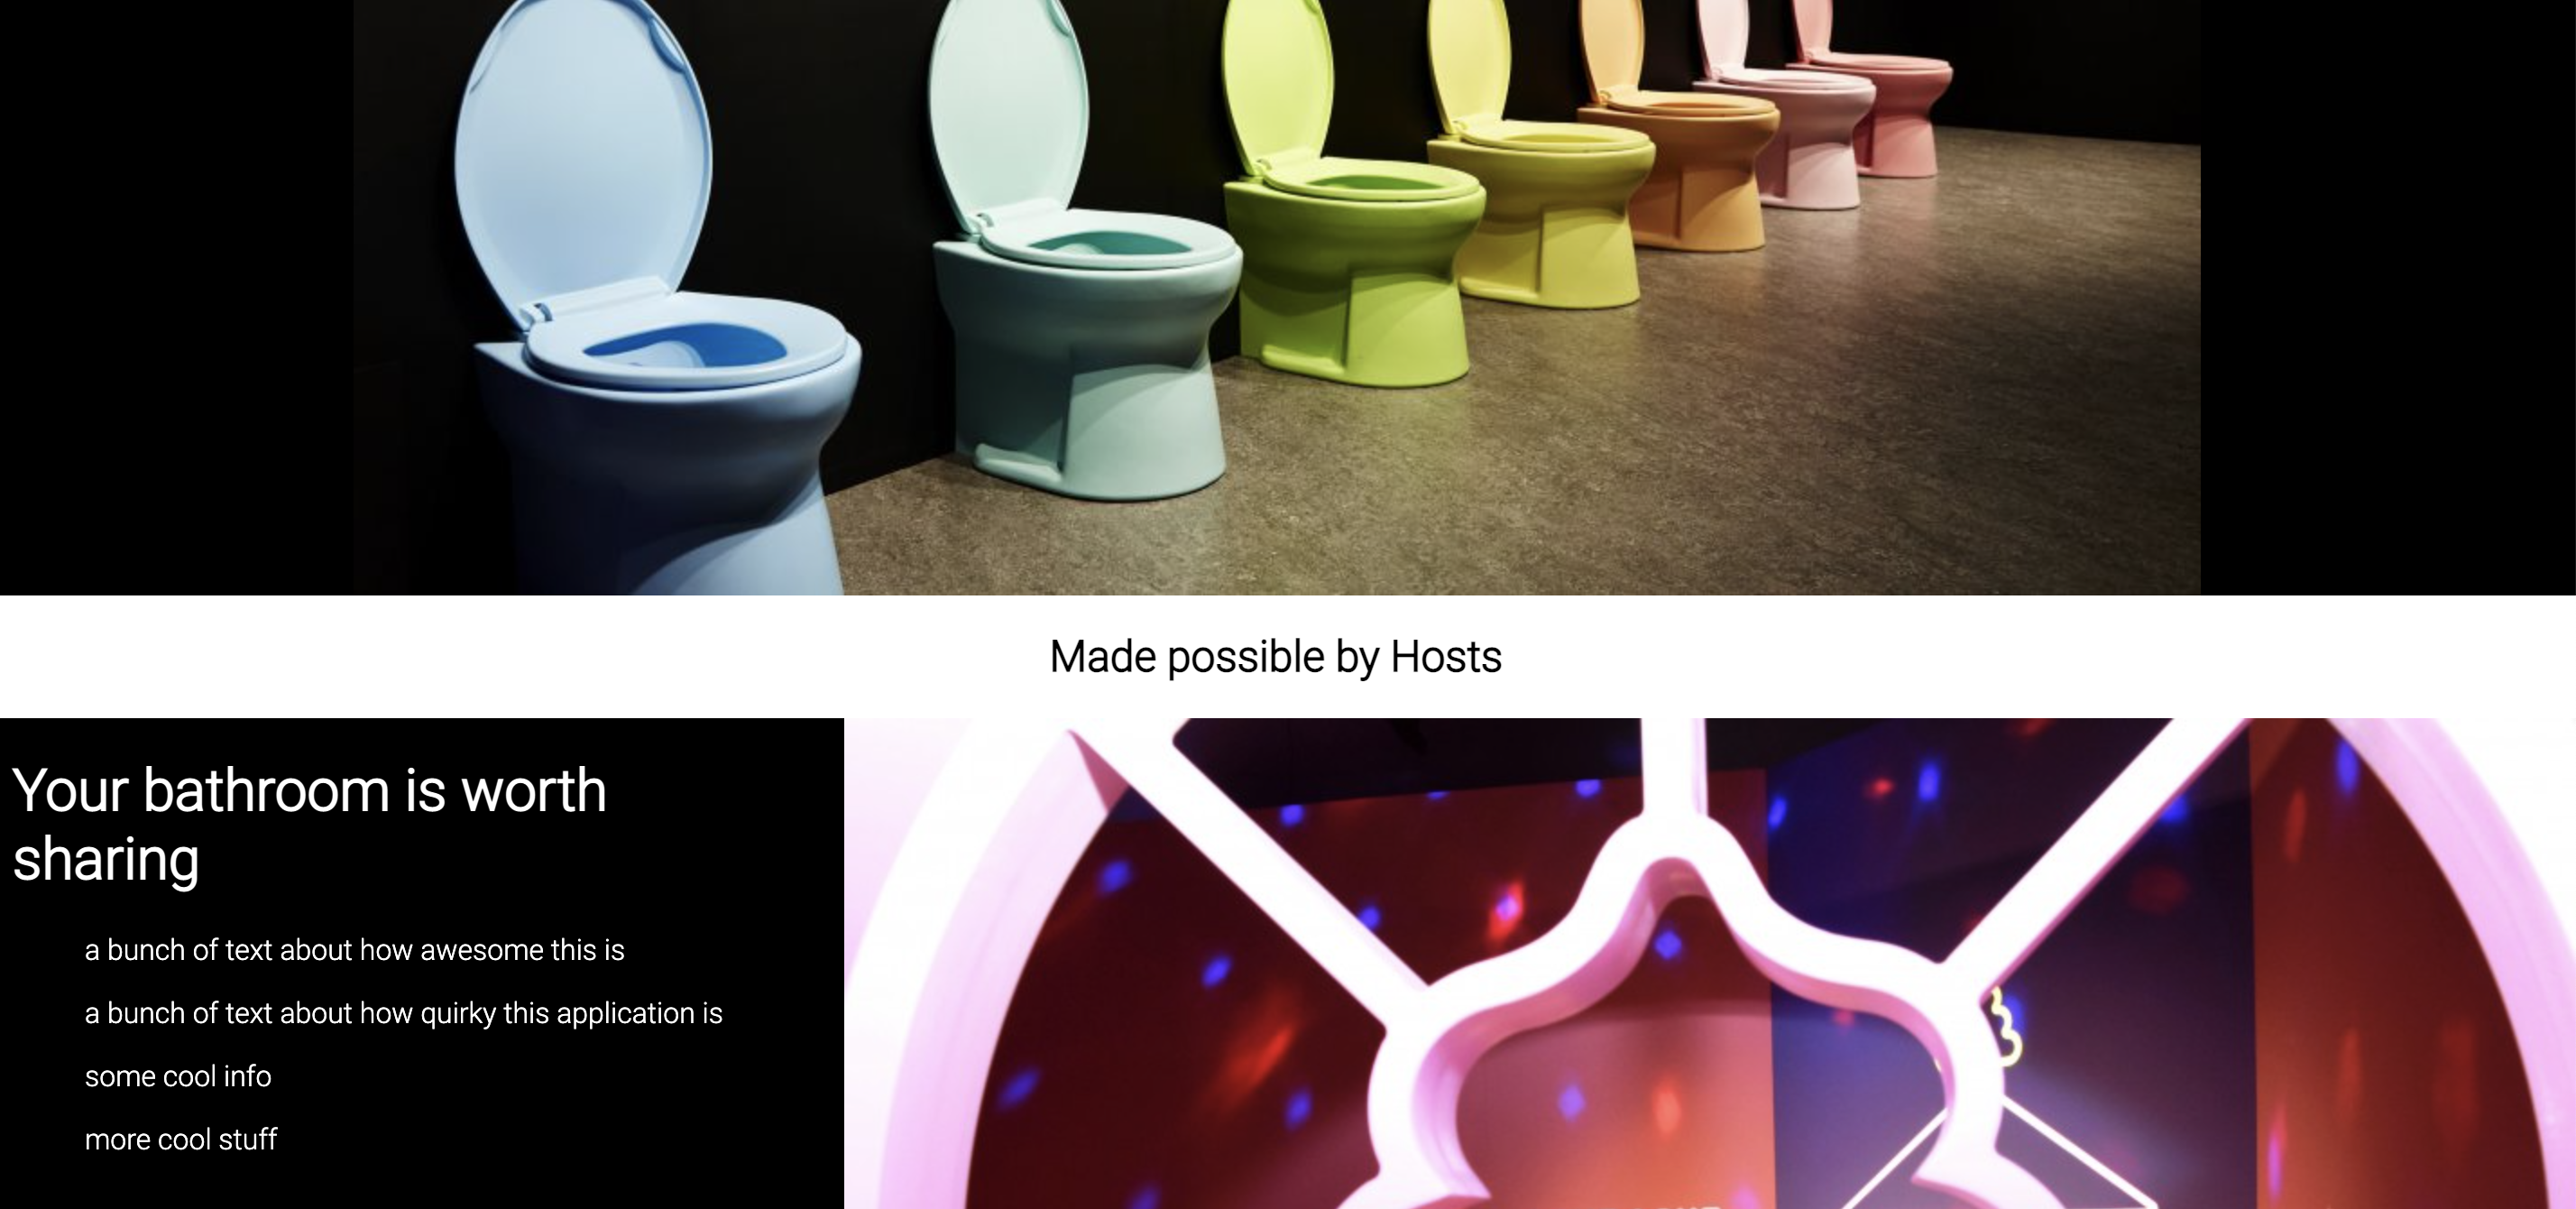 Made possible by Hosts
Your bathroom is worth
sharing
a bunch of text about how awesome this is
a bunch of text about how quirky this application is
some cool info
more cool stuff